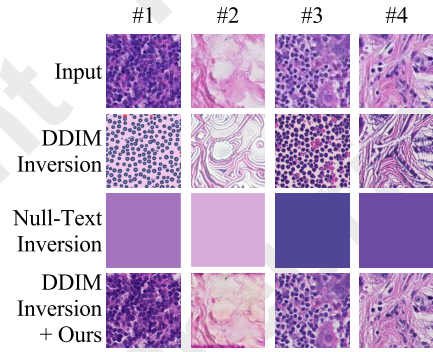 #1 #2 #3 #4
Input
DDIM
Inversion
Null-Text
Inversion
DDIM
Inversion
+ Ours